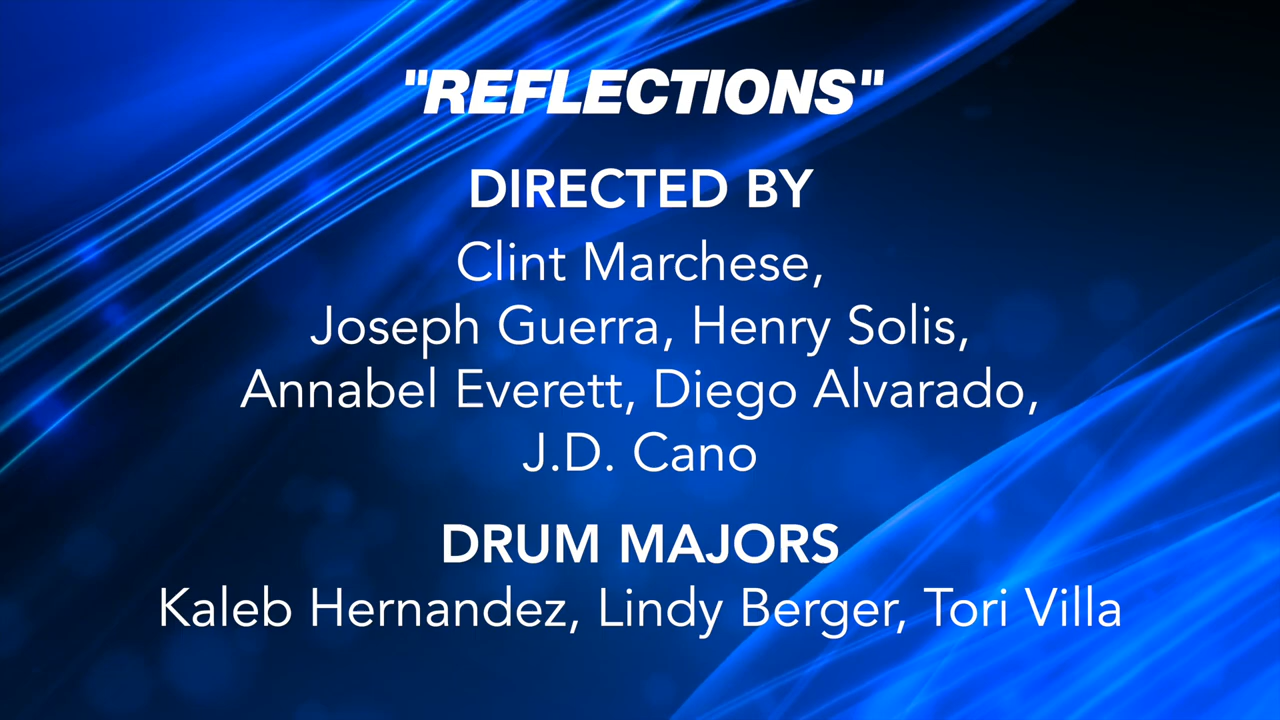 "REFLECTIONS"
DIRECTED BY
Clint Marchese,
Joseph Guerra, Henry Solis,
Annabel Everett, Diego Alvarado,
J.D. Cano
DRUM MAJORS
Kaleb Hernandez, Lindy Berger, Tori Villa